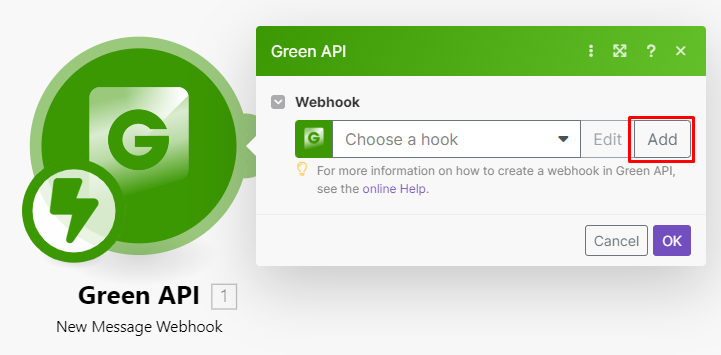 Green API
?
Webhook
G
Choose a hook
Edit
Add
For more information on how to create a webhook in Green API,
see the online Help.
Cancel
OK
G
Green API 1
New Message Webhook